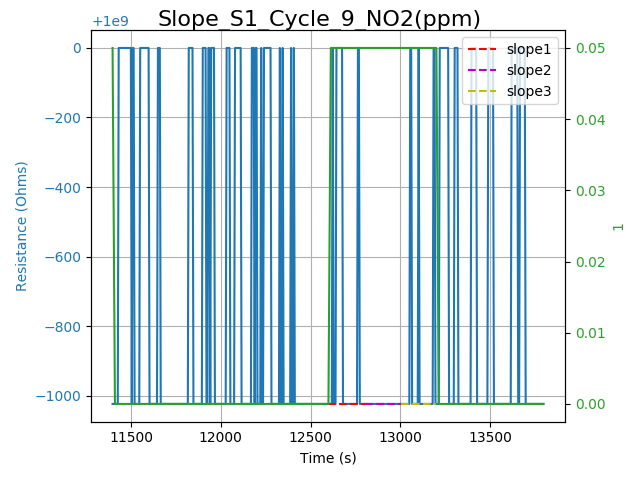 Slope_S1_Cycle_9_NO2(ppm)
+1e9
slope1
slope2
slope3
0
−200
−400
−600
−800
−1000
Resistance (Ohms)
0.05
0.04
0.03
0.02
0.01
0.00
1
11500
12000
12500
13000
13500
Time (s)